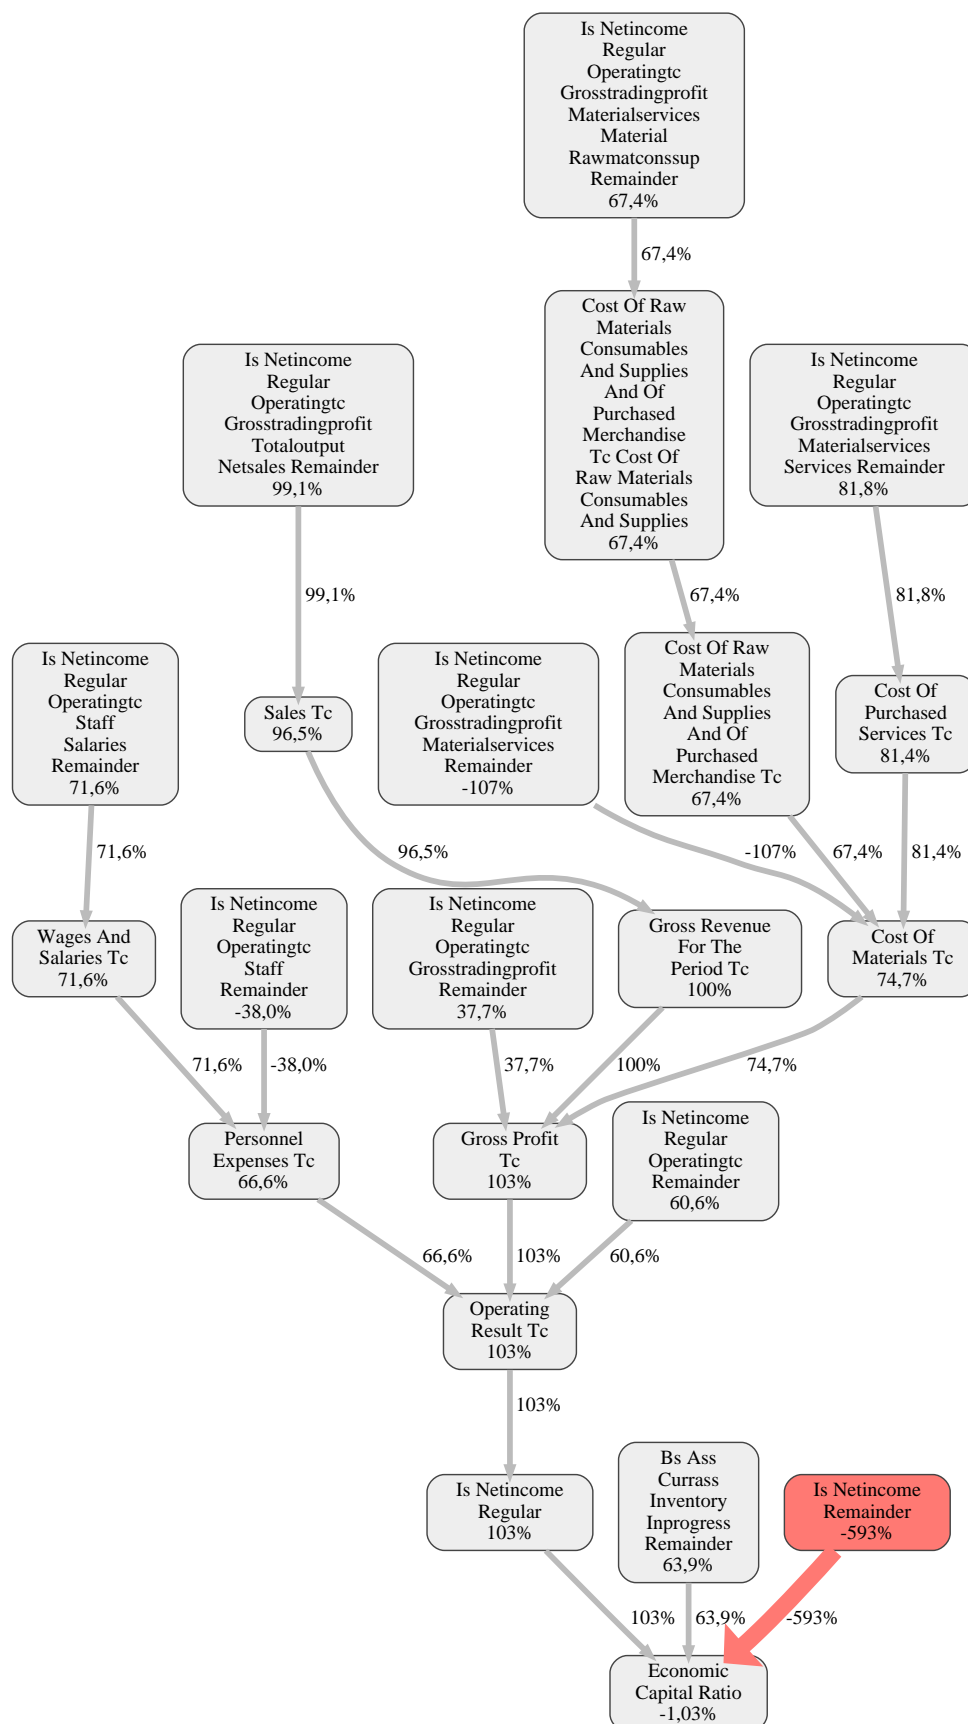 Is Netincome
Regular
Operatingtc
Grosstradingprofit
Materialservices
Material
Rawmatconssup
Remainder
67,4%
67,4%
Cost Of Raw
Materials
Consumables
And Supplies
And Of
Purchased
Merchandise
Tc Cost Of
Raw Materials
Consumables
And Supplies
67,4%
Is Netincome
Regular
Operatingtc
Grosstradingprofit
Totaloutput
Netsales Remainder
99,1%
Is Netincome
Regular
Operatingtc
Grosstradingprofit
Materialservices
Services Remainder
81,8%
99,1%
67,4%
81,8%
Is Netincome
Regular
Operatingtc
Staff
Salaries
Remainder
71,6%
Sales Tc
96,5%
Is Netincome
Regular
Operatingtc
Grosstradingprofit
Materialservices
Remainder
-107%
Cost Of Raw
Materials
Consumables
And Supplies
And Of
Purchased
Merchandise Tc
67,4%
Cost Of
Purchased
Services Tc
81,4%
71,6%
96,5%
-107%
67,4%
81,4%
Wages And
Salaries Tc
71,6%
Is Netincome
Regular
Operatingtc
Staff
Remainder
-38,0%
Is Netincome
Regular
Operatingtc
Grosstradingprofit
Remainder
37,7%
Gross Revenue
For The
Period Tc
100%
Cost Of
Materials Tc
74,7%
71,6%
-38,0%
37,7%
100%
74,7%
Personnel
Expenses Tc
66,6%
Gross Profit
Tc
103%
Is Netincome
Regular
Operatingtc
Remainder
60,6%
66,6%
103%
60,6%
Operating
Result Tc
103%
103%
Is Netincome
Regular
103%
Bs Ass
Currass
Inventory
Inprogress
Remainder
63,9%
Is Netincome
Remainder
-593%
103%
63,9%
-593%
Economic
Capital Ratio
-1,03%